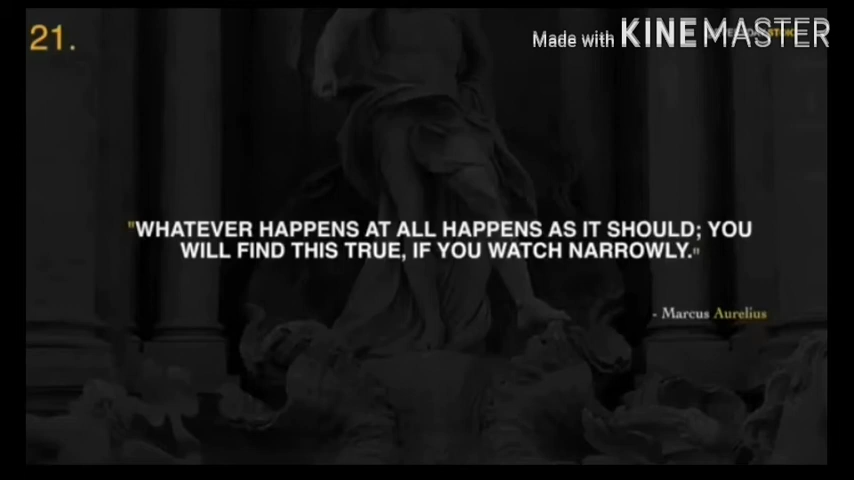 21.
Made with KINEMASTER
"WHATEVER HAPPENS AT ALL HAPPENS AS IT SHOULD; YOU
WILL FIND THIS TRUE, IF YOU WATCH NARROWLY."
- Marcus Aurelius